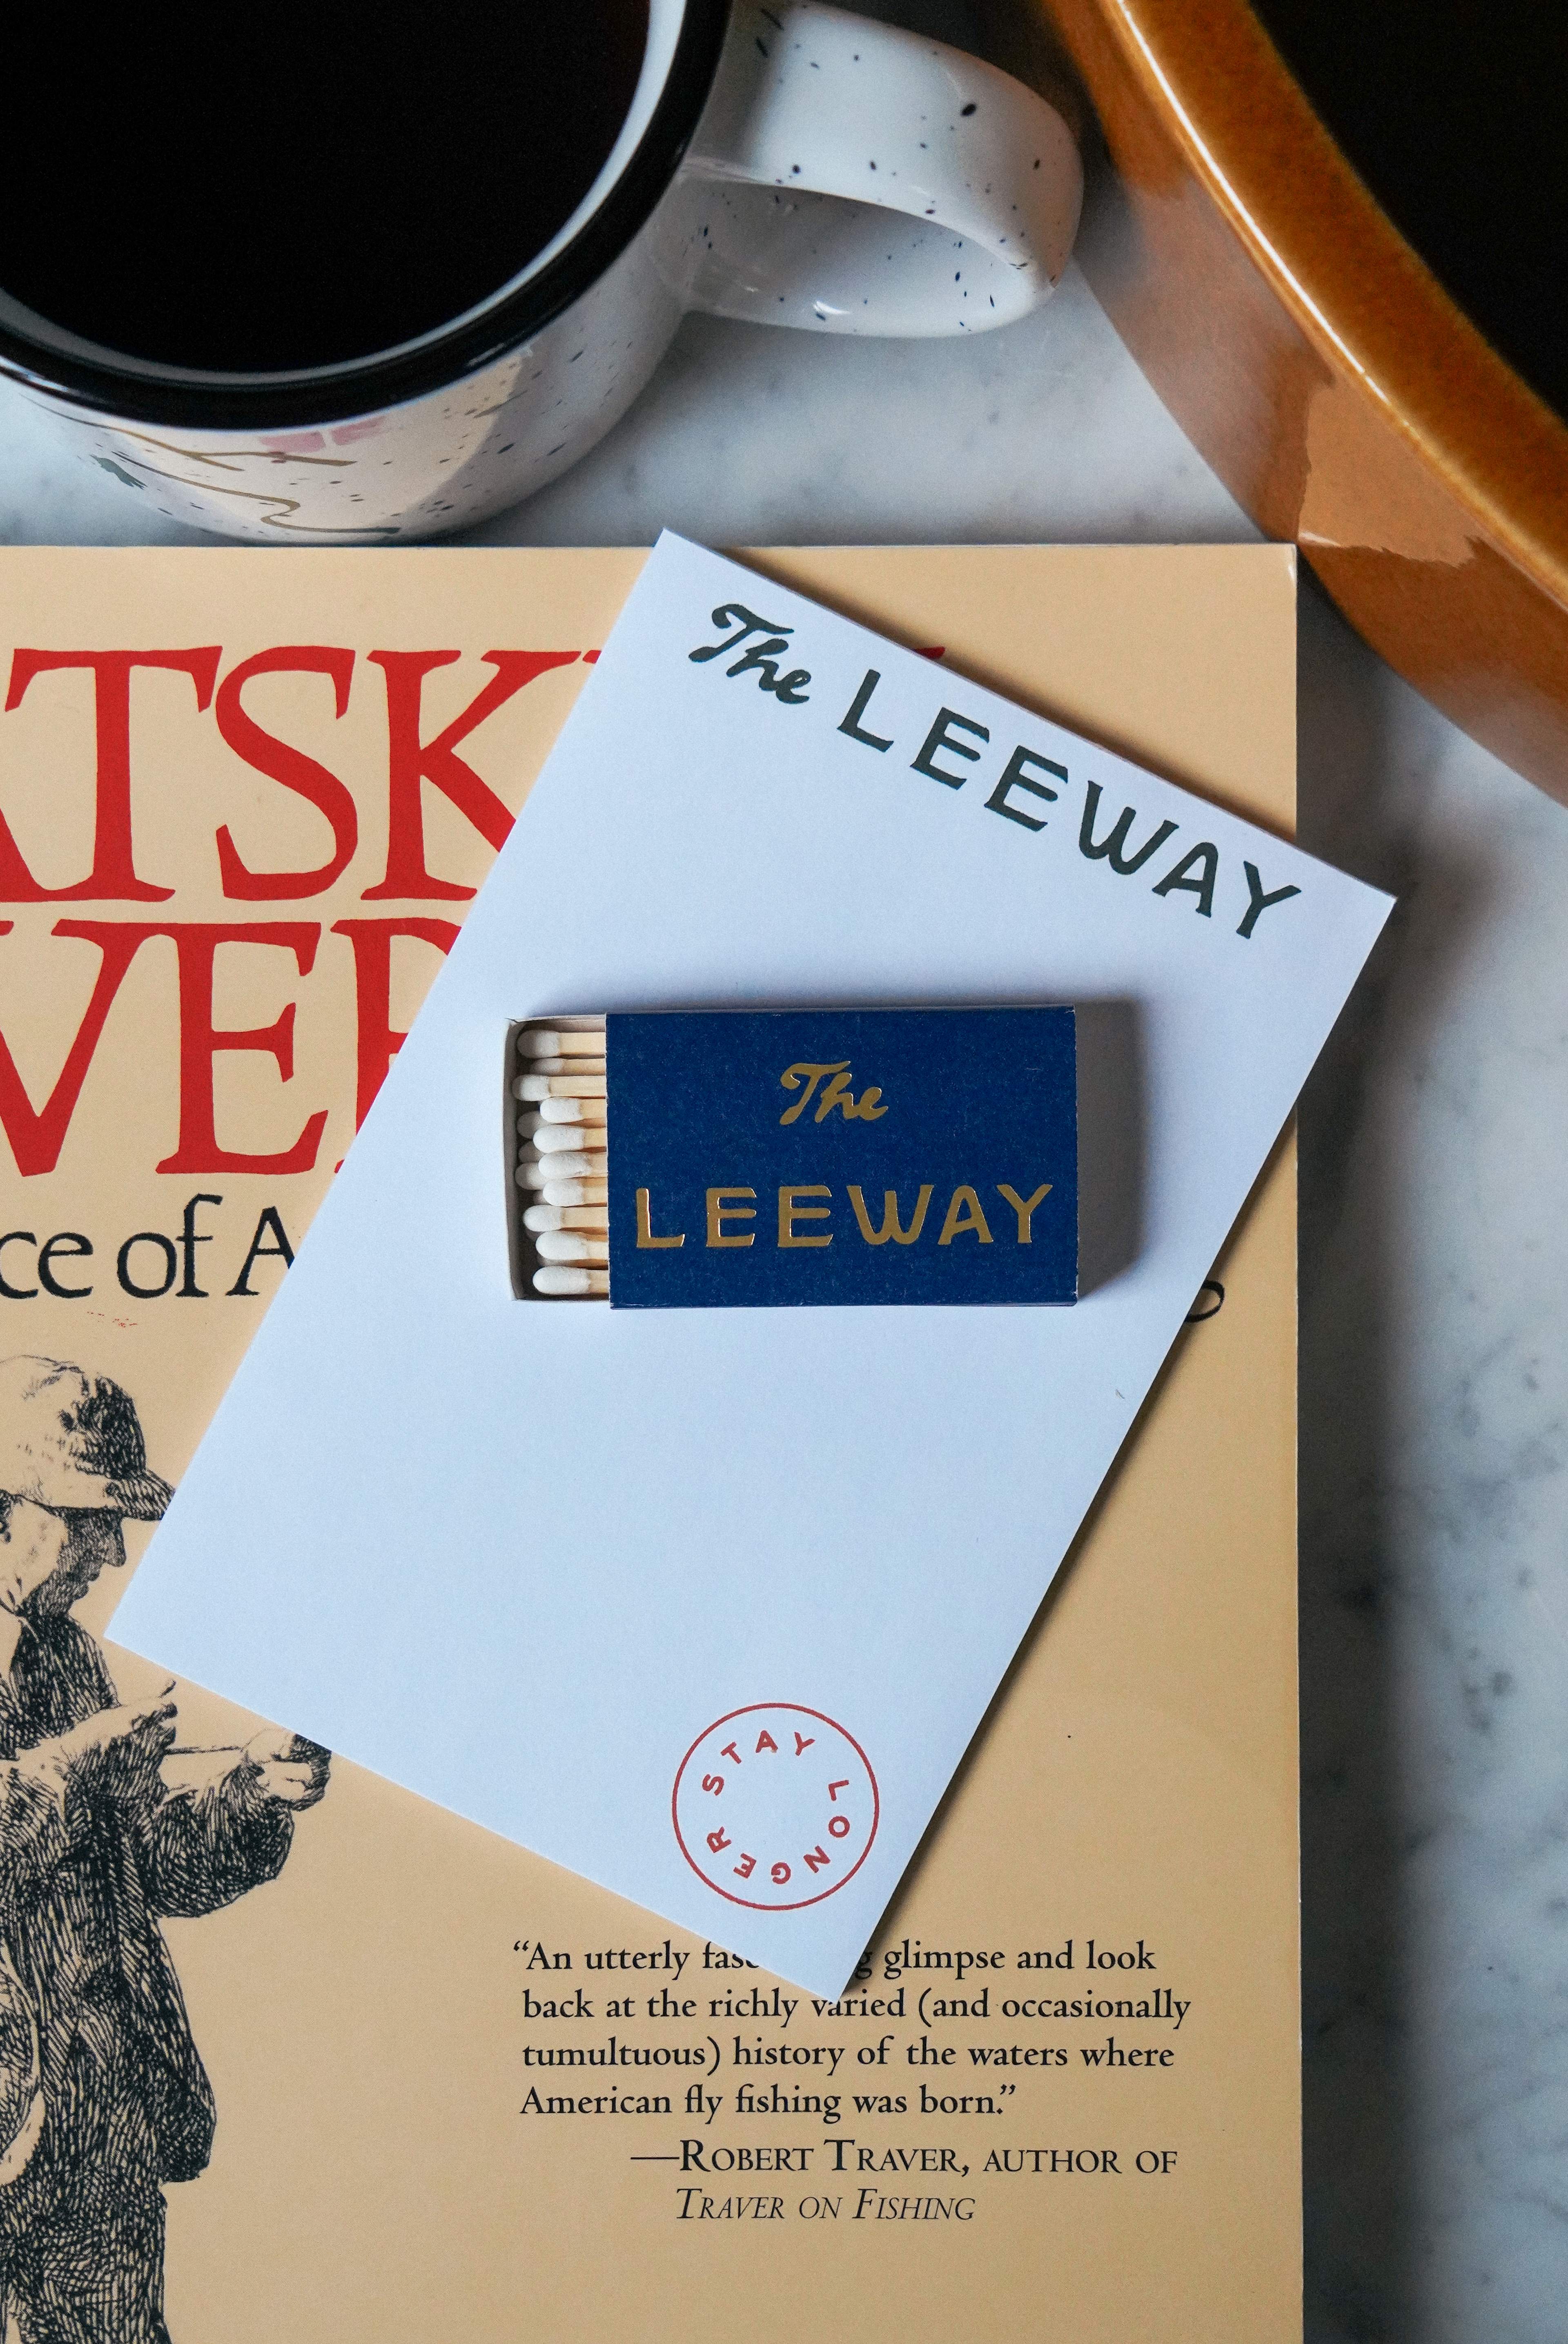 ATSK
VER
ce of A
The LEEWAY
The
LEEWAY
STAY LONGER
“An utterly glimpse and look
back at the richly varied (and occasionally
tumultuous) history of the waters where
American fly fishing was born.”
—ROBERT TRAVER, AUTHOR OF
TRAVER ON FISHING